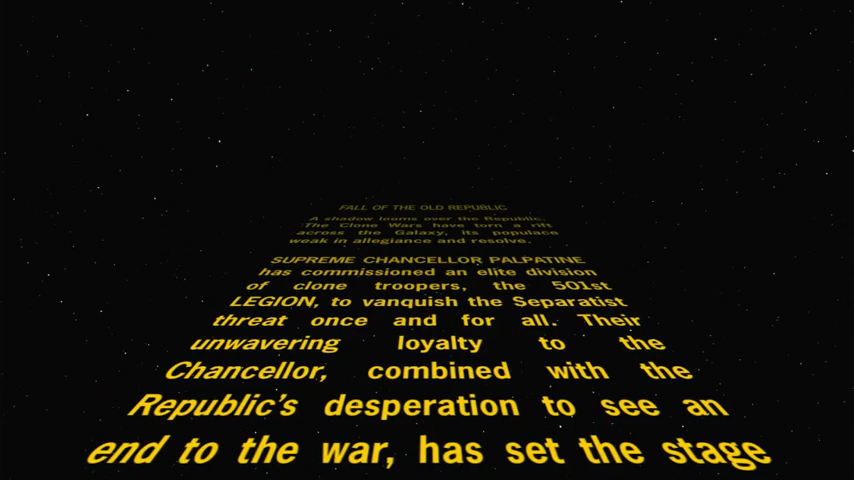 FALL OF THE OLD REPUBLIC
A shadow looms over the Republic.
The Clone Wars have torn a rift
across the Galaxy, its populace
weak in allegiance and resolve.
SUPREME CHANCELLOR PALPATINE
has commissioned an elite division
of clone troopers, the 501st
LEGION, to vanquish the Separatist
threat once and for all. Their
unwavering loyalty to the
Chancellor, combined with the
Republic's desperation to see an
end to the war, has set the stage